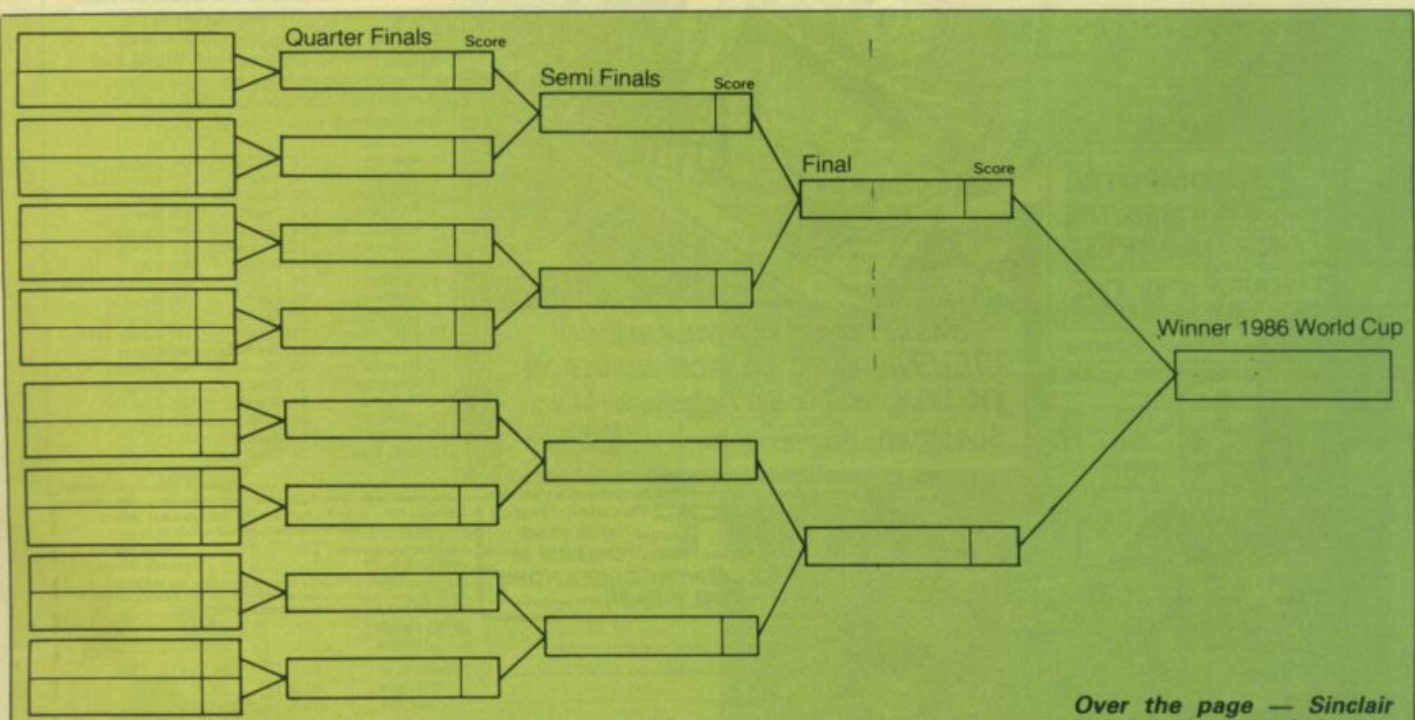 Quarter Finals Score
Semi Finals Score
Final Score
Winner 1986 World Cup
Over the page — Sinclair